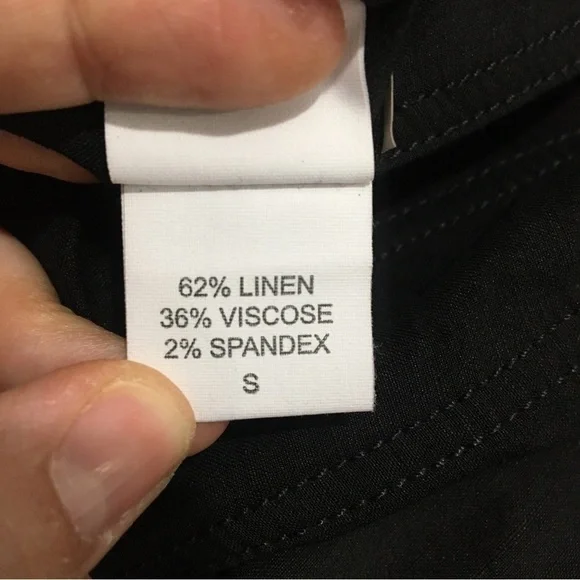 62% LINEN
36% VISCOSE
2% SPANDEX
S